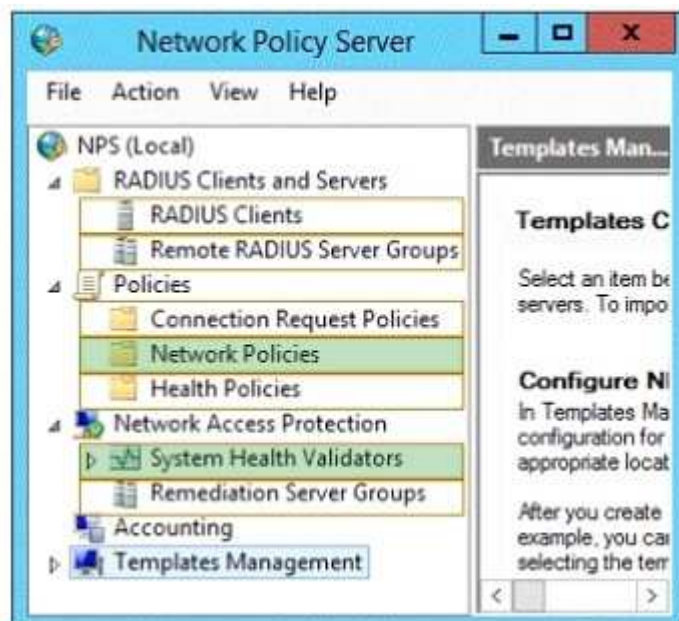 Network Policy Server
File Action View Help
NPS (Local)
RADIUS Clients and Servers
RADIUS Clients
Remote RADIUS Server Groups
Policies
Connection Request Policies
Network Policies
Health Policies
Network Access Protection
System Health Validators
Remediation Server Groups
Accounting
Templates Management
Templates Man...
Templates C
Select an item be
servers. To impo
Configure N
In Templates Ma
configuration for
appropriate locat
After you create
example, you ca
selecting the tem